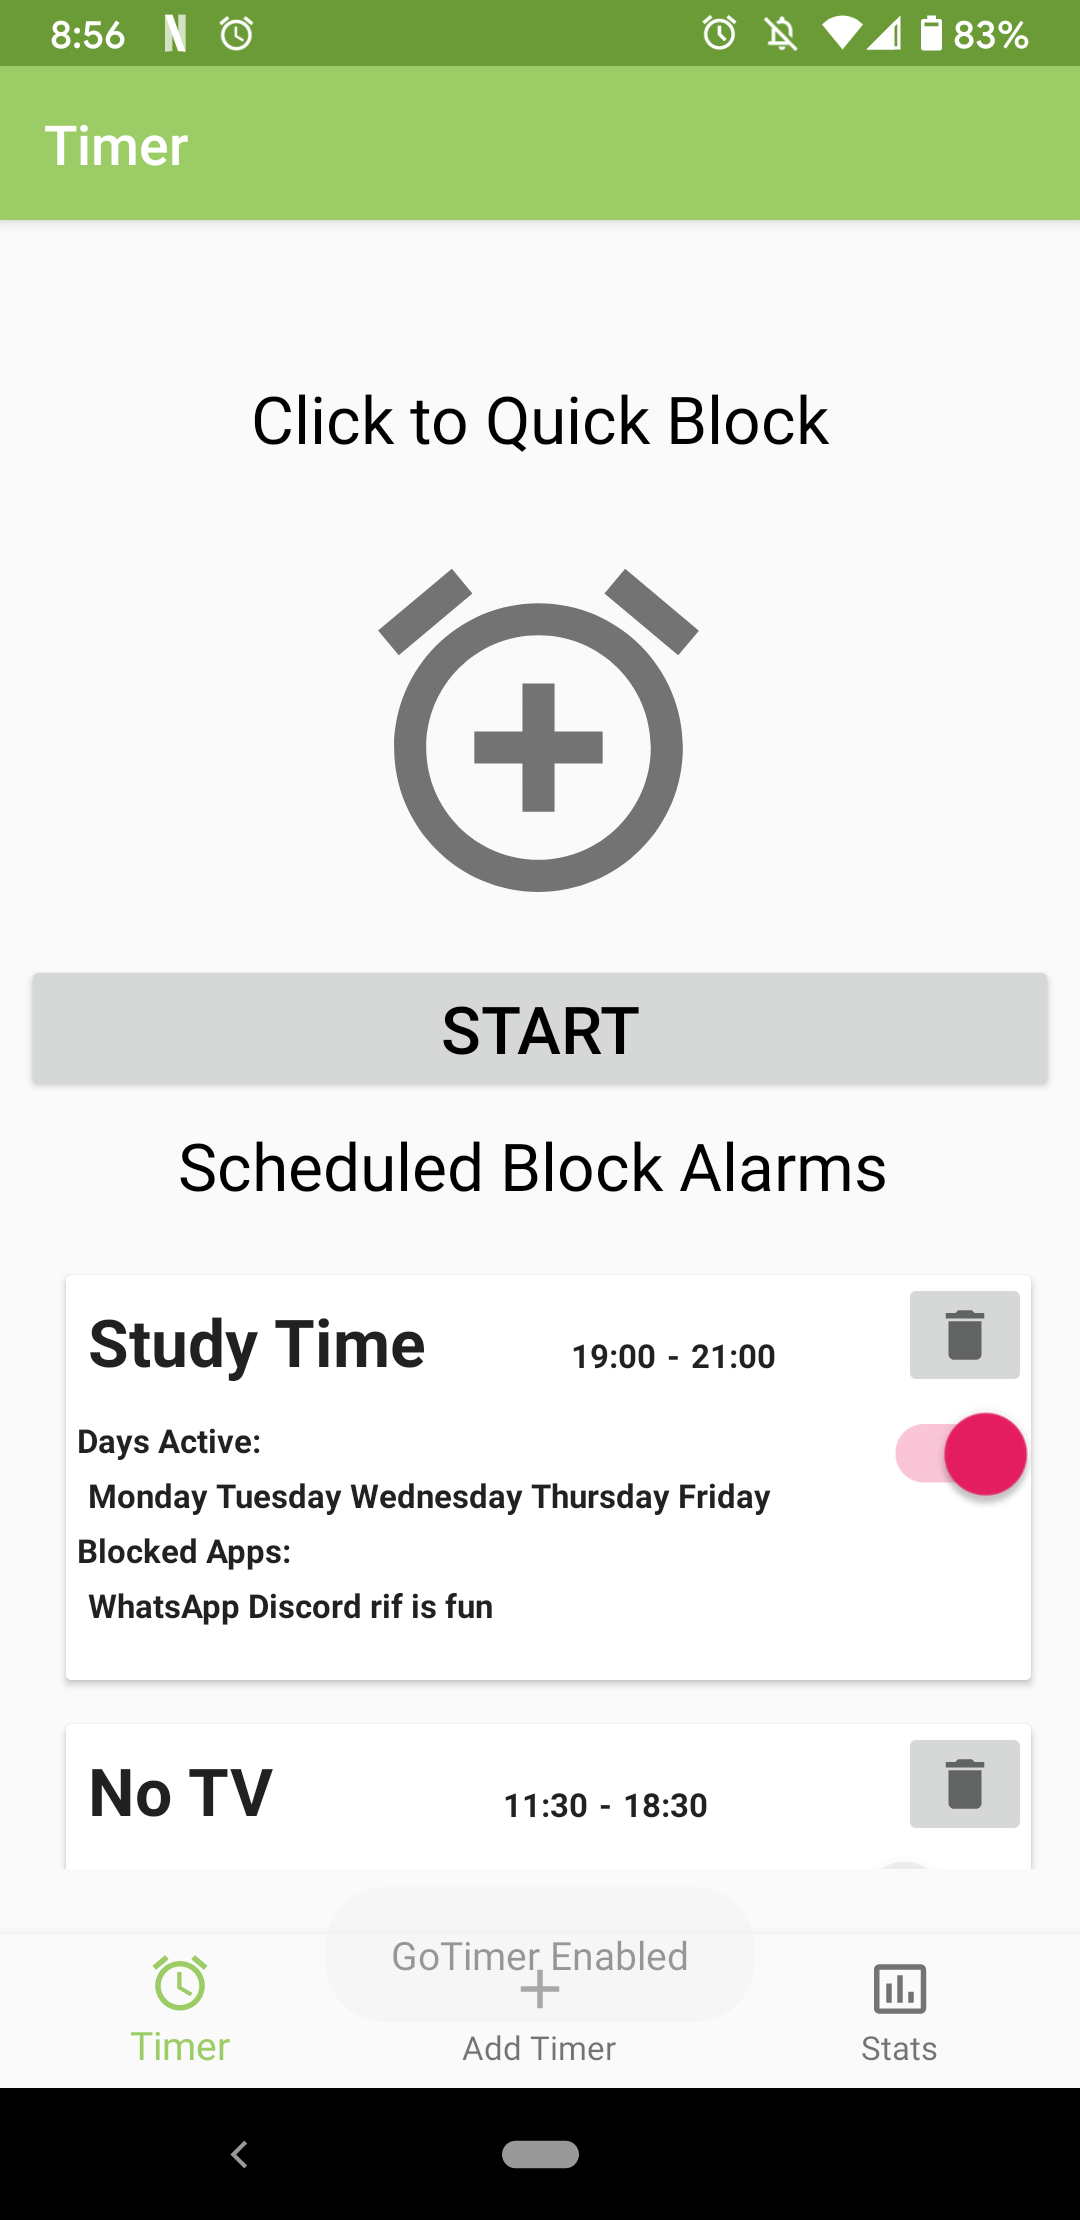 8:56
83%
Timer
Click to Quick Block
START
Scheduled Block Alarms
Study Time
19:00 - 21:00
Days Active:
Monday Tuesday Wednesday Thursday Friday
Blocked Apps:
WhatsApp Discord rif is fun
No TV
11:30 - 18:30
GoTimer Enabled
Timer
Add Timer
Stats